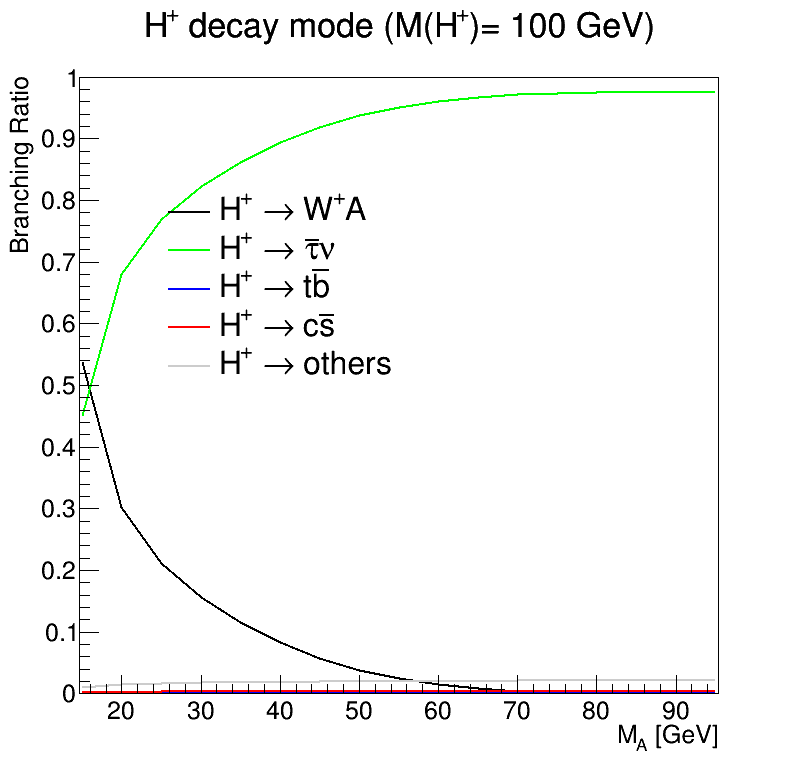 H⁺ decay mode (M(H⁺)= 100 GeV)
Branching Ratio
1
0.9
0.8
0.7
0.6
0.5
0.4
0.3
0.2
0.1
0
H⁺ → W⁺A
H⁺ → τ̄ν
H⁺ → tb̄
H⁺ → cs̄
H⁺ → others
20 30 40 50 60 70 80 90
M_A [GeV]